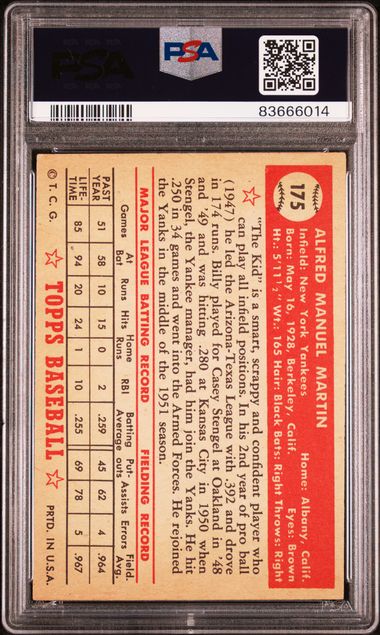 PSA
PSA
83666014
175
ALFRED MANUEL MARTIN
Infield: New York Yankees Home: Albany, Calif.
Born: May 16, 1928, Berkeley, Calif. Eyes: Brown
Ht.: 5'11½" Wt.: 165 Hair: Black Bats: Right Throws: Right
"The Kid" is a smart, scrappy and confident player who
can play all infield positions. In his 2nd year of pro ball
(1947) he led the Arizona-Texas League with .392 and drove
in 174 runs. Billy played for Casey Stengel at Oakland in '48
and '49 and was hitting .280 at Kansas City in 1950 when
Stengel, the Yankee manager, had him join the Yanks. He hit
.250 in 34 games and went into the Armed Forces. He rejoined
the Yanks in the middle of the 1951 season.
MAJOR LEAGUE BATTING RECORD FIELDING RECORD
Games At Bat Runs Hits Home Runs RBI Batting Average Put-outs Assists Errors Field. Avg.
PAST YEAR 51 58 10 15 0 2 .259 45 62 4 .964
LIFE-TIME 85 94 20 24 1 10 .255 69 78 5 .967
© T. C. G. TOPPS BASEBALL PRTD. IN U.S.A.